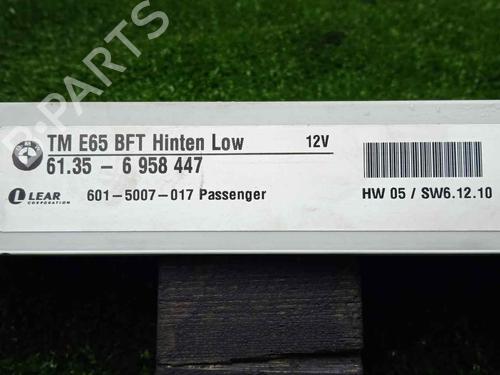 TM E65 BFT Hinten Low 12V
61.35 - 6 958 447
LEAR CORPORATION 601-5007-017 Passenger
HW 05 / SW6.12.10
B-PARTS